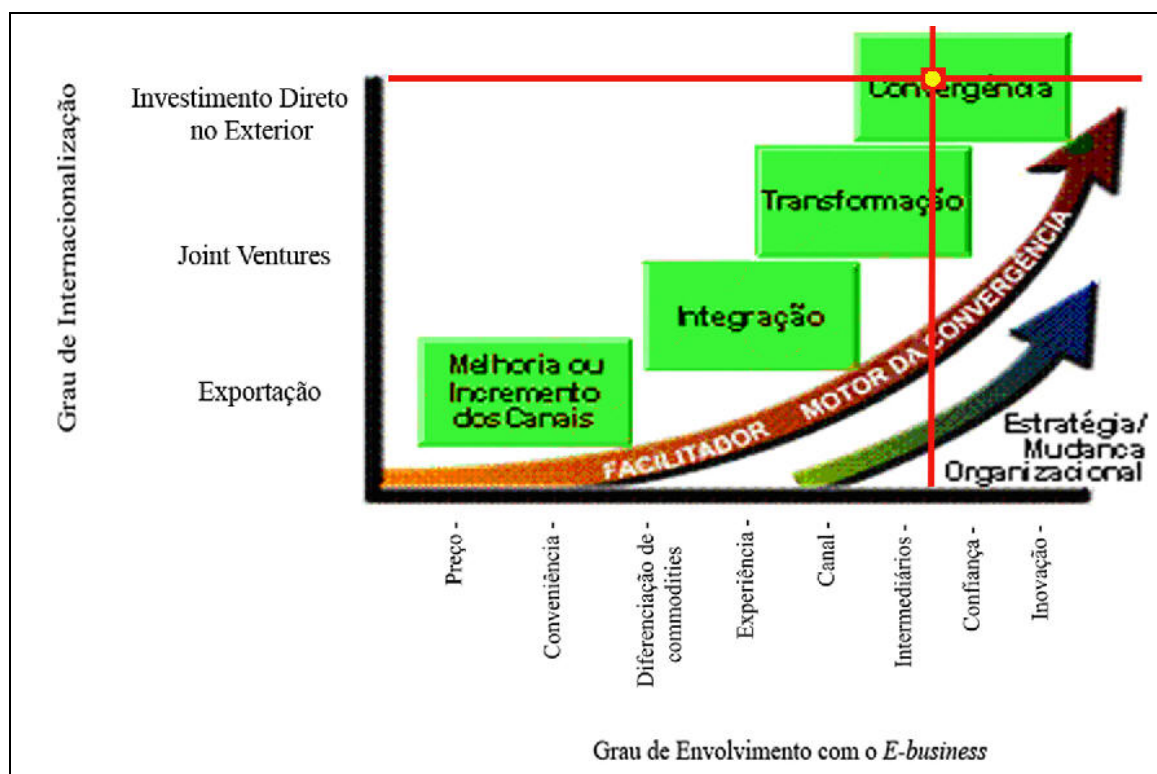 Grau de Internacionalização
Investimento Direto
no Exterior
Joint Ventures
Exportação
Convergência
Transformação
Integração
Melhoria ou
Incremento
dos Canais
FACILITADOR MOTOR DA CONVERGÊNCIA
Estratégia/
Mudanca
Organizacional
Preço -
Conveniência -
Diferenciação de -
commodities
Experiência -
Canal -
Intermediários -
Confiança -
Inovação -
Grau de Envolvimento com o E-business